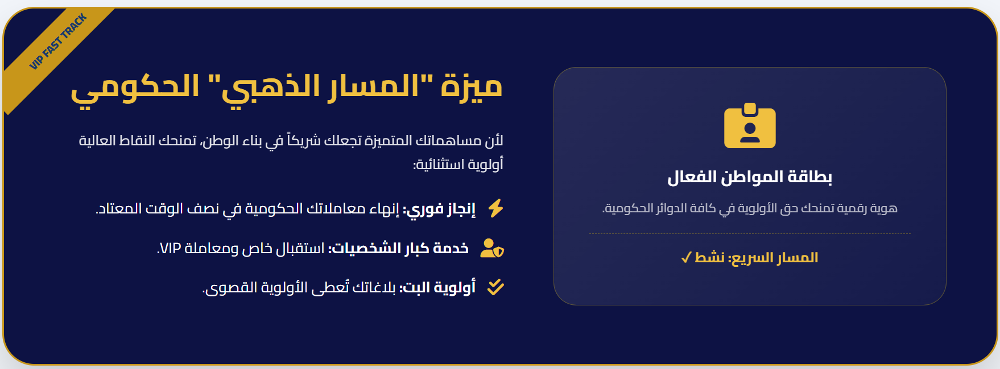 VIP FAST TRACK
ميزة "المسار الذهبي" الحكومي
لأن مساهماتك المتميزة تجعلك شريكاً في بناء الوطن، تمنحك النقاط العالية
أولوية استثنائية:
إنجاز فوري: إنهاء معاملاتك الحكومية في نصف الوقت المعتاد.
خدمة كبار الشخصيات: استقبال خاص ومعاملة VIP.
أولوية البت: بلاغاتك تُعطى الأولوية القصوى.
بطاقة المواطن الفعال
هوية رقمية تمنحك حق الأولوية في كافة الدوائر الحكومية.
المسار السريع: نشط ✓